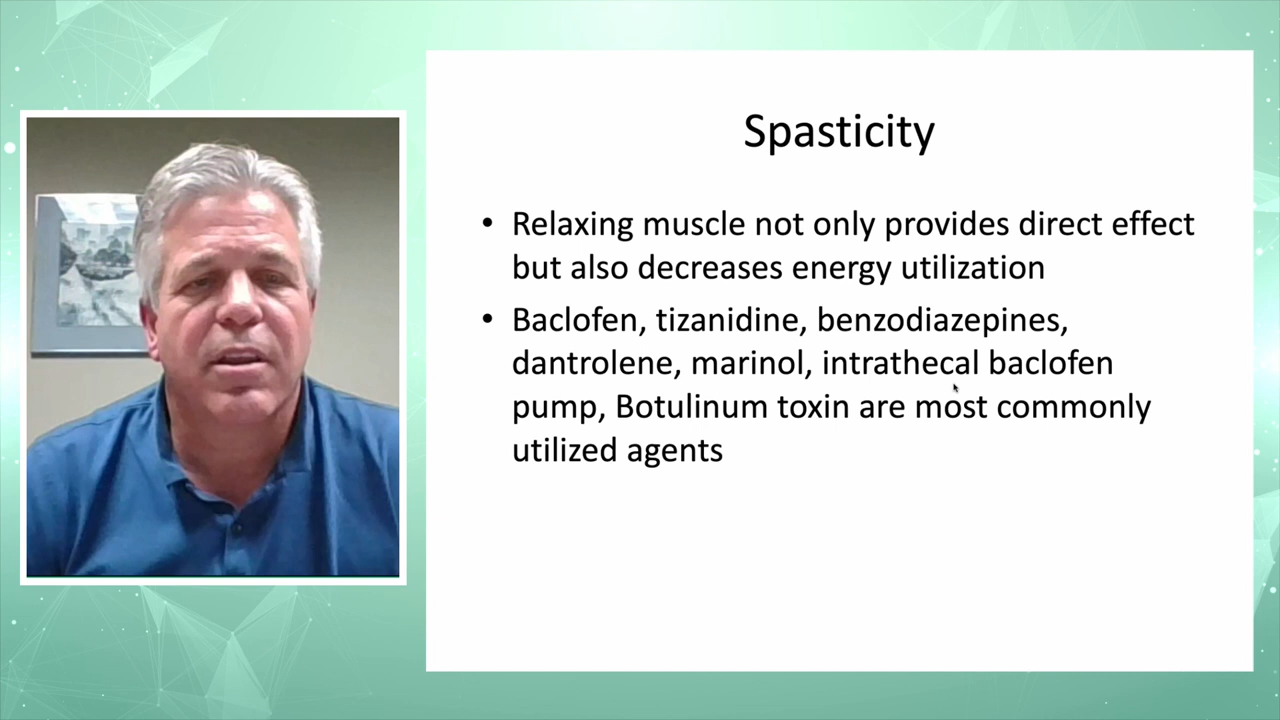 Spasticity
• Relaxing muscle not only provides direct effect
but also decreases energy utilization
• Baclofen, tizanidine, benzodiazepines,
dantrolene, marinol, intrathecal baclofen
pump, Botulinum toxin are most commonly
utilized agents